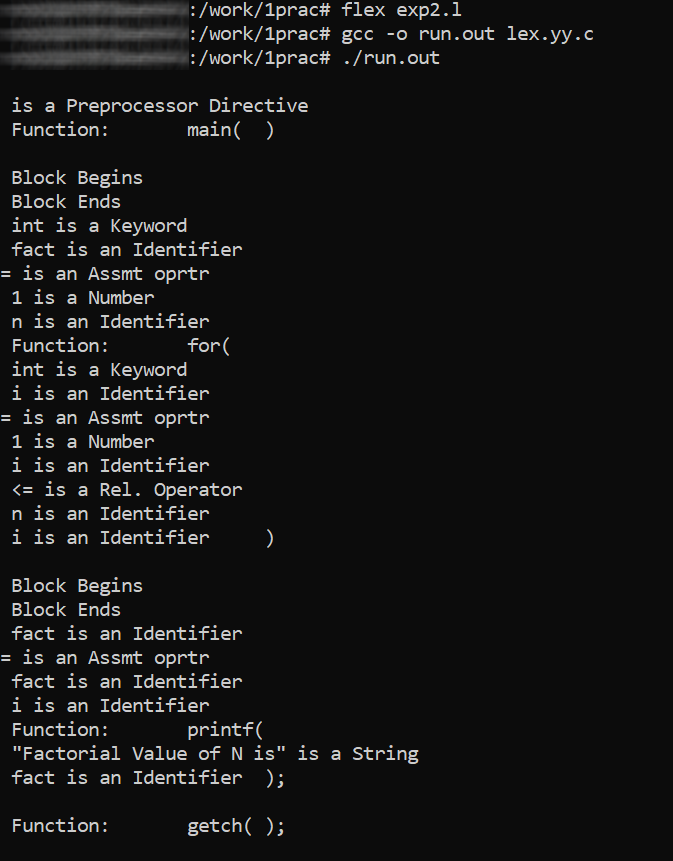 :/work/1prac# flex exp2.l
:/work/1prac# gcc -o run.out lex.yy.c
:/work/1prac# ./run.out
is a Preprocessor Directive
Function:       main(  )
Block Begins
Block Ends
int is a Keyword
fact is an Identifier
= is an Assmt oprtr
1 is a Number
n is an Identifier
Function:       for(
int is a Keyword
i is an Identifier
= is an Assmt oprtr
1 is a Number
i is an Identifier
<= is a Rel. Operator
n is an Identifier
i is an Identifier     )
Block Begins
Block Ends
fact is an Identifier
= is an Assmt oprtr
fact is an Identifier
i is an Identifier
Function:       printf(
"Factorial Value of N is" is a String
fact is an Identifier  );
Function:       getch( );